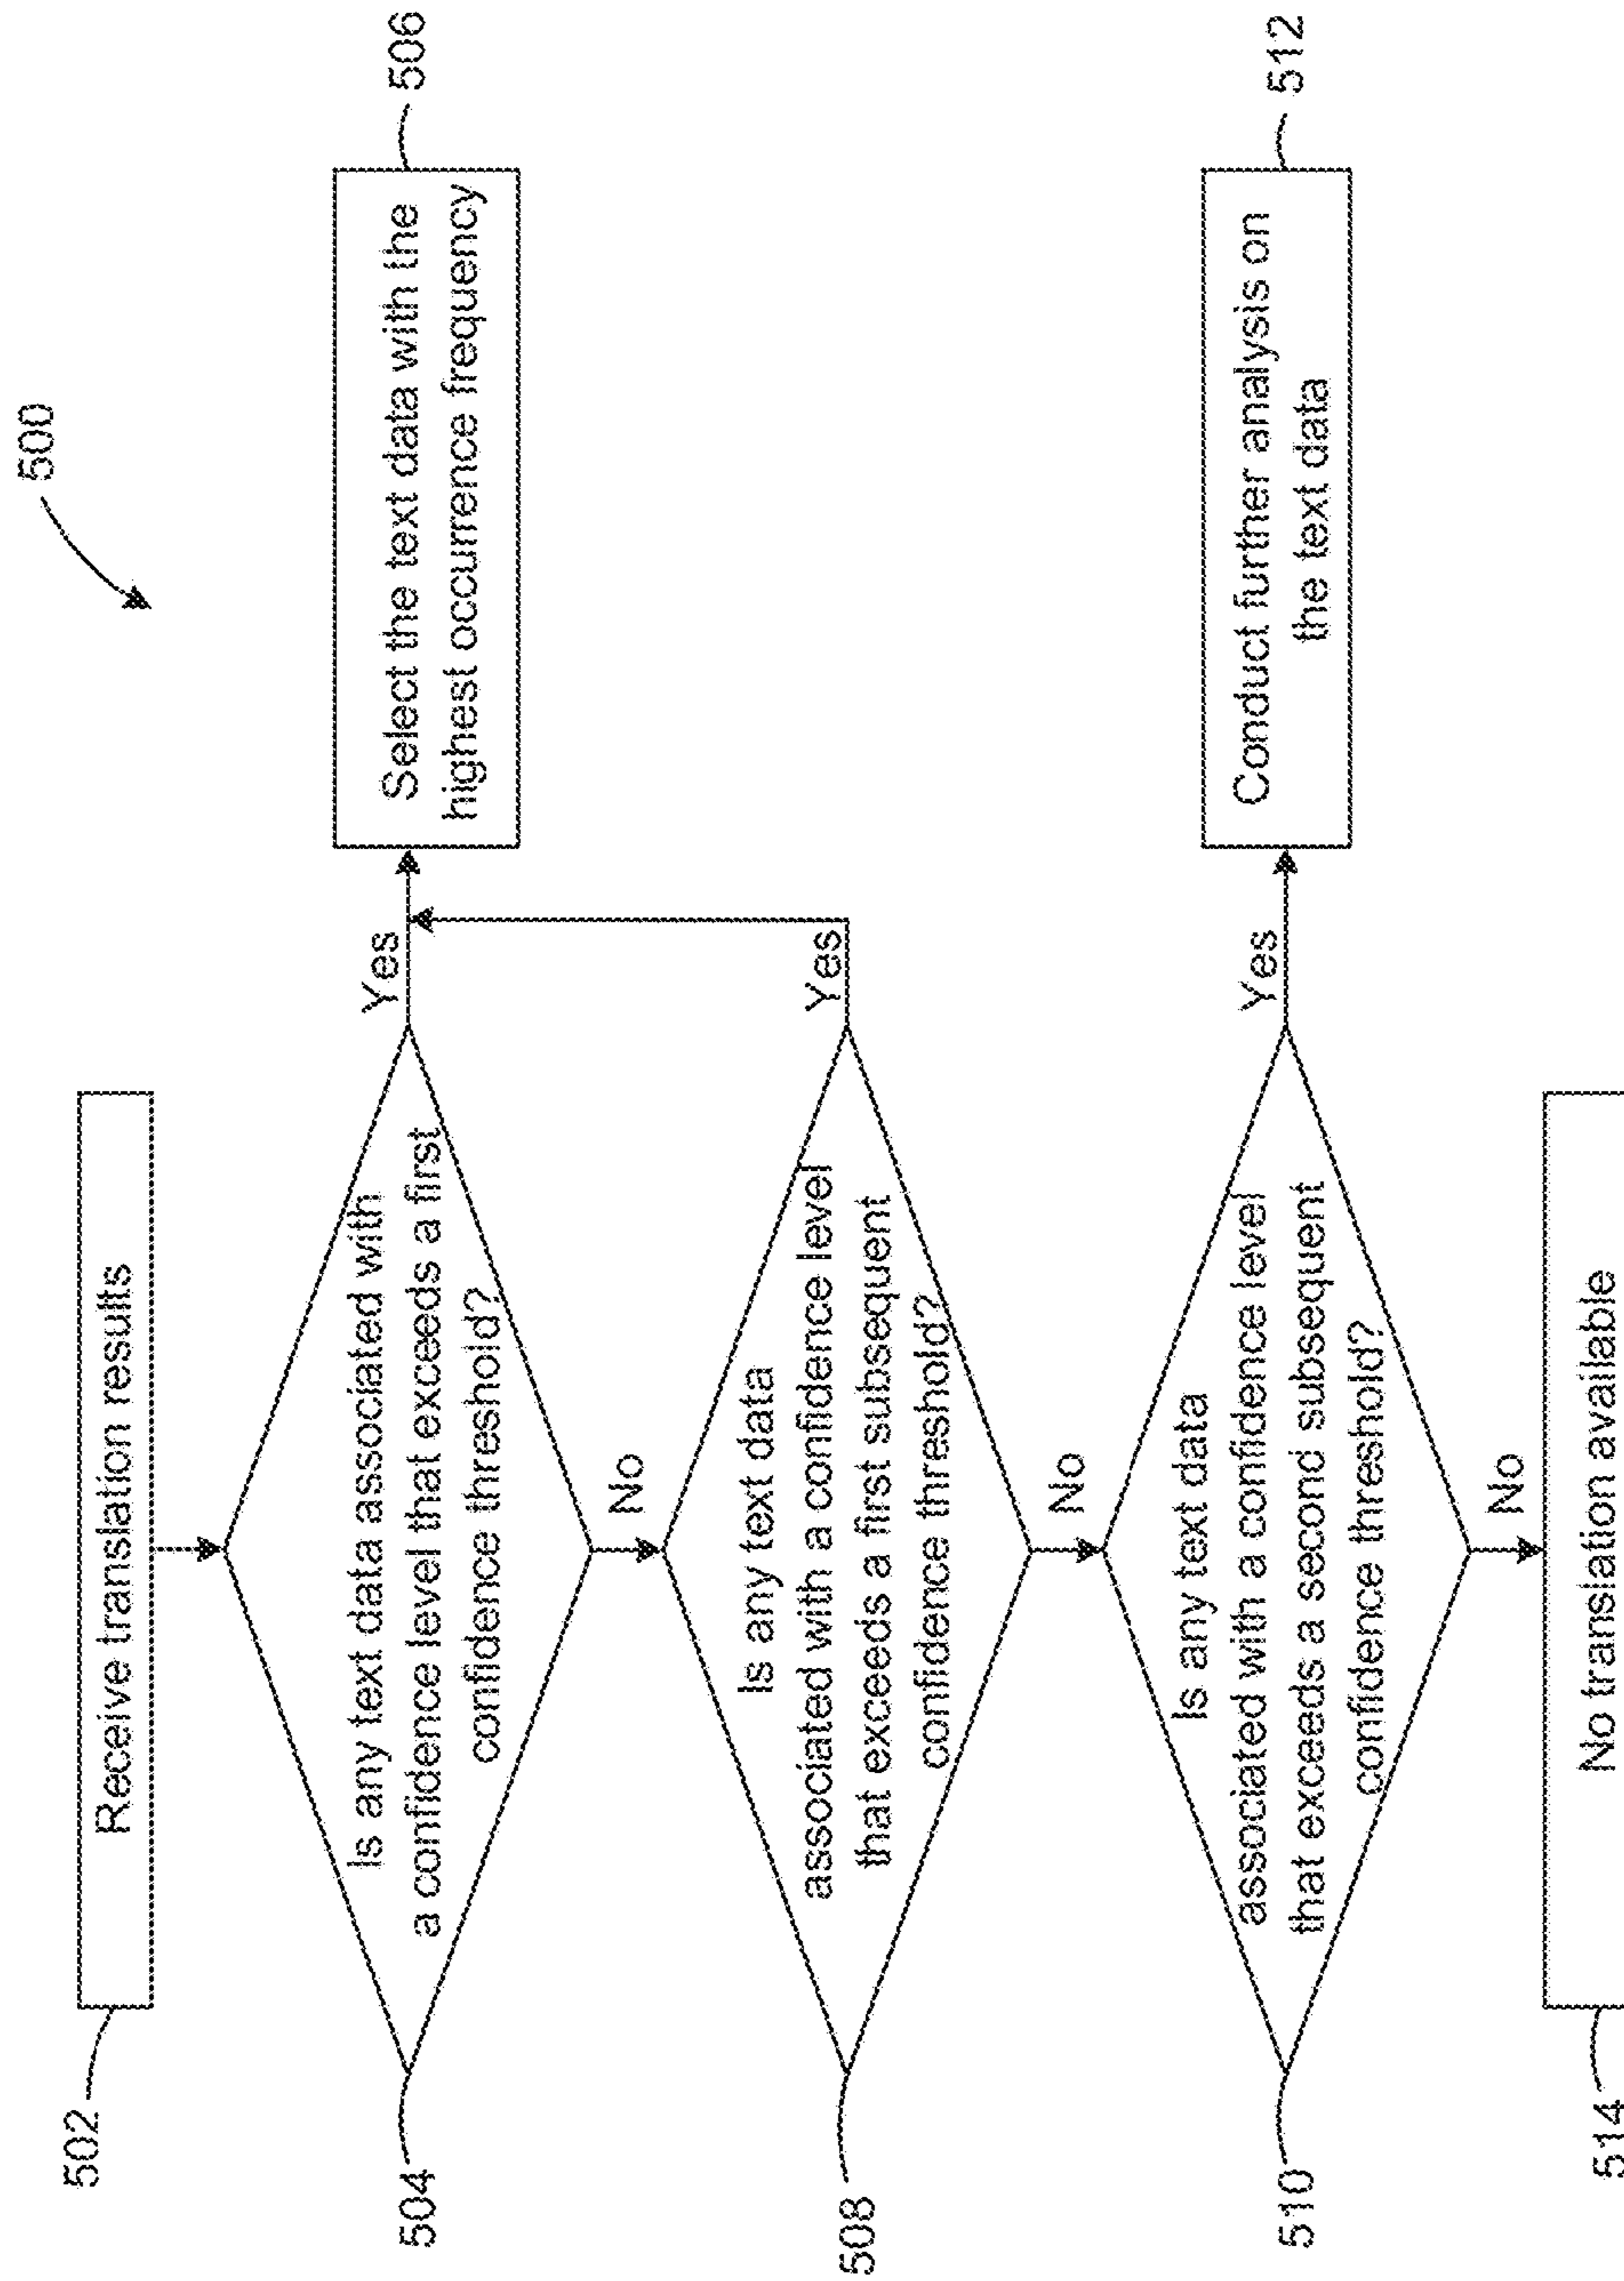 500
502
Receive translation results
504
Is any text data associated with
a confidence level that exceeds a first
confidence threshold?
Yes
Select the text data with the
highest occurrence frequency
506
No
508
Is any text data
associated with a confidence level
that exceeds a first subsequent
confidence threshold?
Yes
No
510
Is any text data
associated with a confidence level
that exceeds a second subsequent
confidence threshold?
Yes
Conduct further analysis on
the text data
512
No
514
No translation available